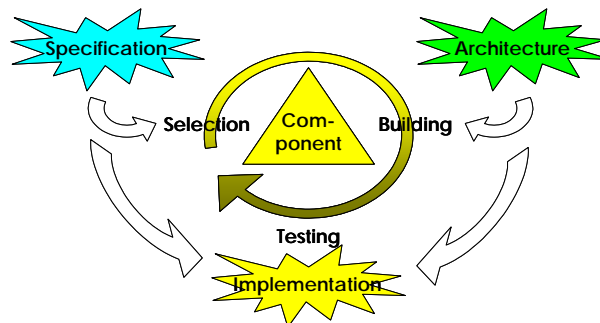 Specification
Architecture
Selection
Com-
ponent
Building
Testing
Implementation